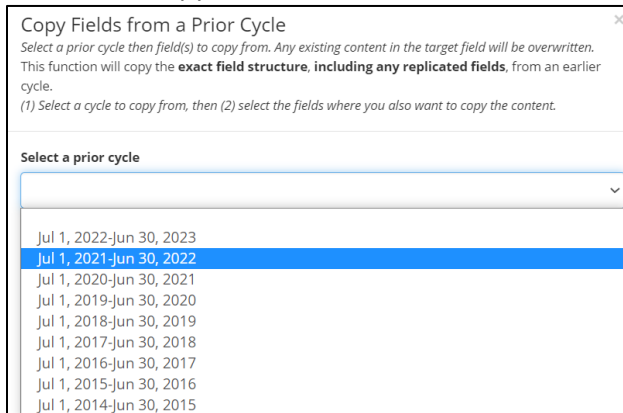 Copy Fields from a Prior Cycle
×
Select a prior cycle then field(s) to copy from. Any existing content in the target field will be overwritten.
This function will copy the exact field structure, including any replicated fields, from an earlier
cycle.
(1) Select a cycle to copy from, then (2) select the fields where you also want to copy the content.
Select a prior cycle
Jul 1, 2022-Jun 30, 2023
Jul 1, 2021-Jun 30, 2022
Jul 1, 2020-Jun 30, 2021
Jul 1, 2019-Jun 30, 2020
Jul 1, 2018-Jun 30, 2019
Jul 1, 2017-Jun 30, 2018
Jul 1, 2016-Jun 30, 2017
Jul 1, 2015-Jun 30, 2016
Jul 1, 2014-Jun 30, 2015